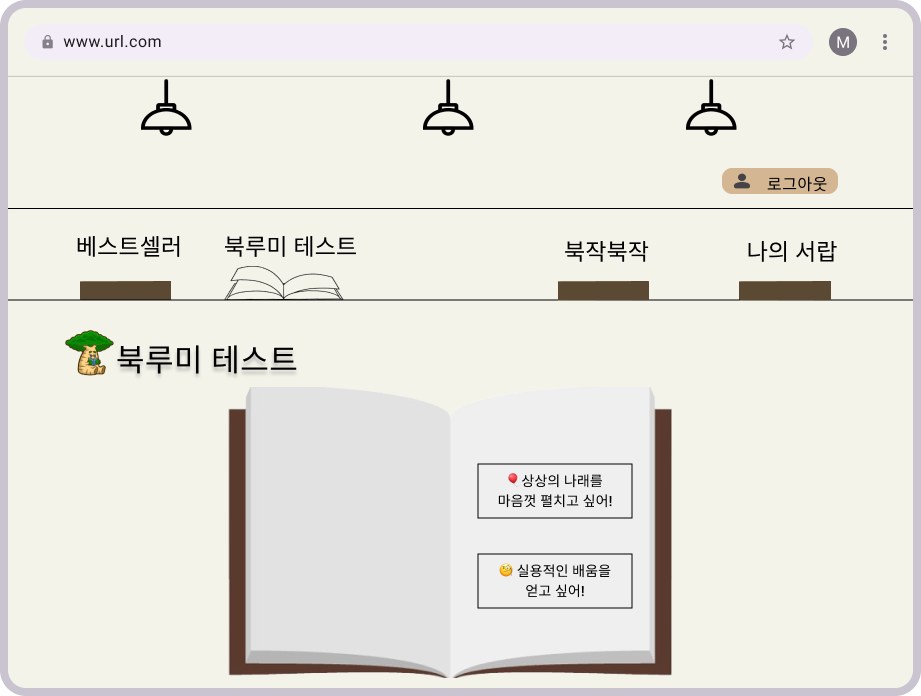 www.url.com
M
로그아웃
베스트셀러
북루미 테스트
북작북작
나의 서랍
북루미 테스트
🎈상상의 나래를
마음껏 펼치고 싶어!
🧐 실용적인 배움을
얻고 싶어!